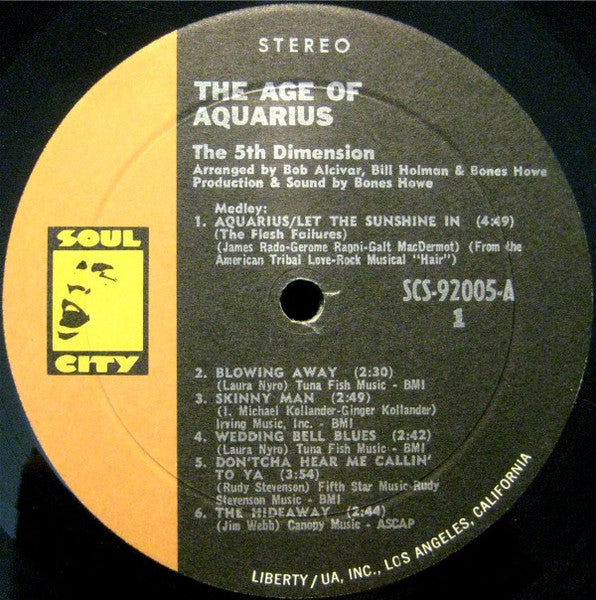 STEREO
THE AGE OF
AQUARIUS
The 5th Dimension
Arranged by Bob Alcivar, Bill Holman & Bones Howe
Production & Sound by Bones Howe
Medley:
1. AQUARIUS/LET THE SUNSHINE IN (4:49)
(The Flesh Failures)
(James Rado-Gerome Ragni-Galt MacDermot) (From the
American Tribal Love-Rock Musical "Hair")
SOUL
CITY
SCS-92005-A
1
2. BLOWING AWAY (2:30)
(Laura Nyro) Tuna Fish Music - BMI
3. SKINNY MAN (2:49)
(I. Michael Kollander-Ginger Kollander)
Irving Music, Inc. - BMI
4. WEDDING BELL BLUES (2:42)
(Laura Nyro) Tuna Fish Music - BMI
5. DON'TCHA HEAR ME CALLIN'
TO YA (3:54)
(Rudy Stevenson) Fifth Star Music-Rudy
Stevenson Music - BMI
6. THE HIDEAWAY (2:44)
(Jim Webb) Canopy Music - ASCAP
LIBERTY/UA, INC., LOS ANGELES, CALIFORNIA